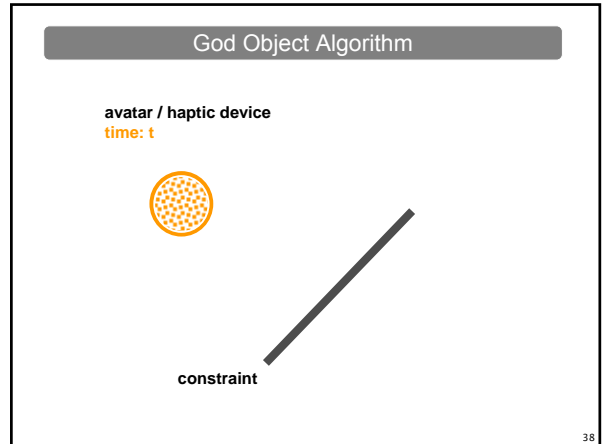 God Object Algorithm
avatar / haptic device
time: t
constraint
38